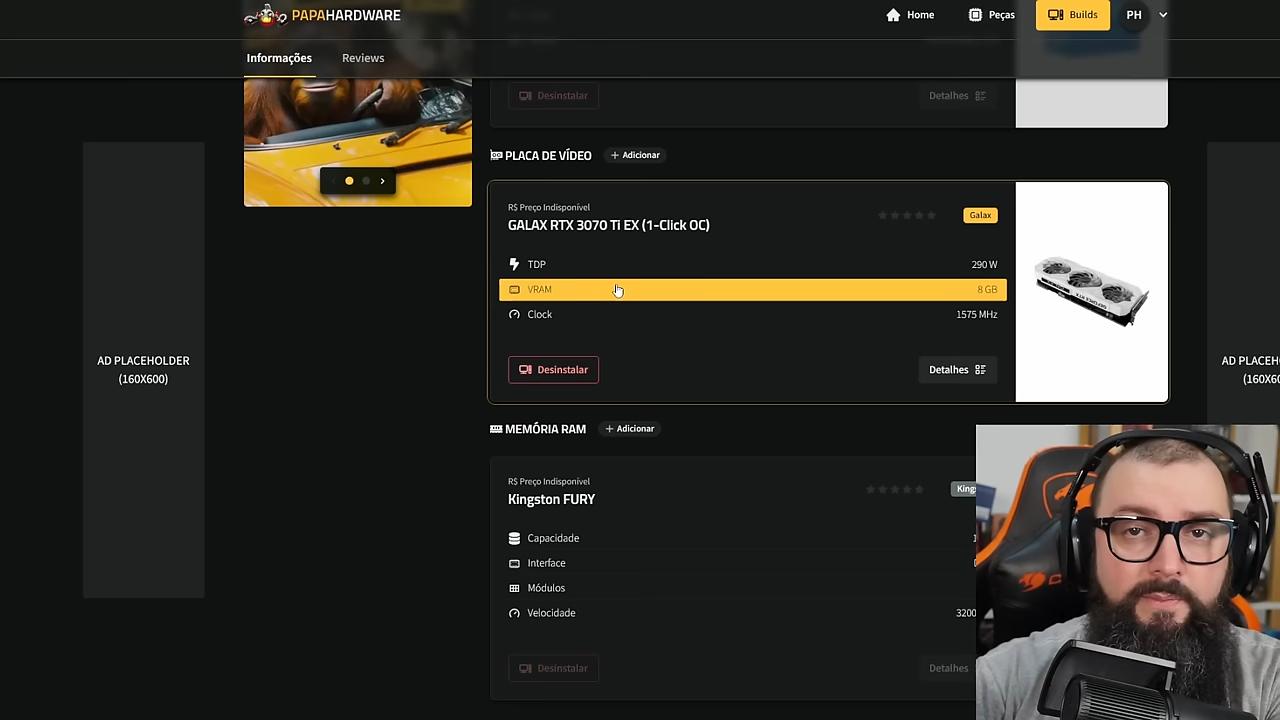 PAPAHARDWARE
Home
Peças
Builds
PH
Informações
Reviews
Desinstalar
Detalhes
PLACA DE VÍDEO
+ Adicionar
R$ Preço Indisponível
Galax
GALAX RTX 3070 Ti EX (1-Click OC)
TDP 290 W
VRAM 8 GB
Clock 1575 MHz
Desinstalar
Detalhes
AD PLACEHOLDER
(160X600)
AD PLACEH
(160X60
MEMÓRIA RAM
+ Adicionar
R$ Preço Indisponível
Kings
Kingston FURY
Capacidade
Interface
Módulos
Velocidade 3200
Desinstalar
Detalhes